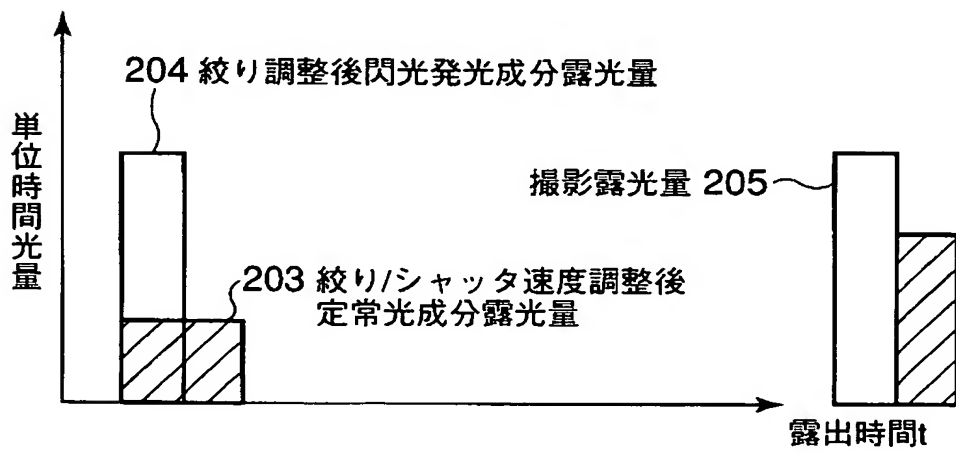 204 絞り調整後閃光発光成分露光量
単位時間光量
撮影露光量 205
203 絞り/シャッタ速度調整後
定常光成分露光量
露出時間t